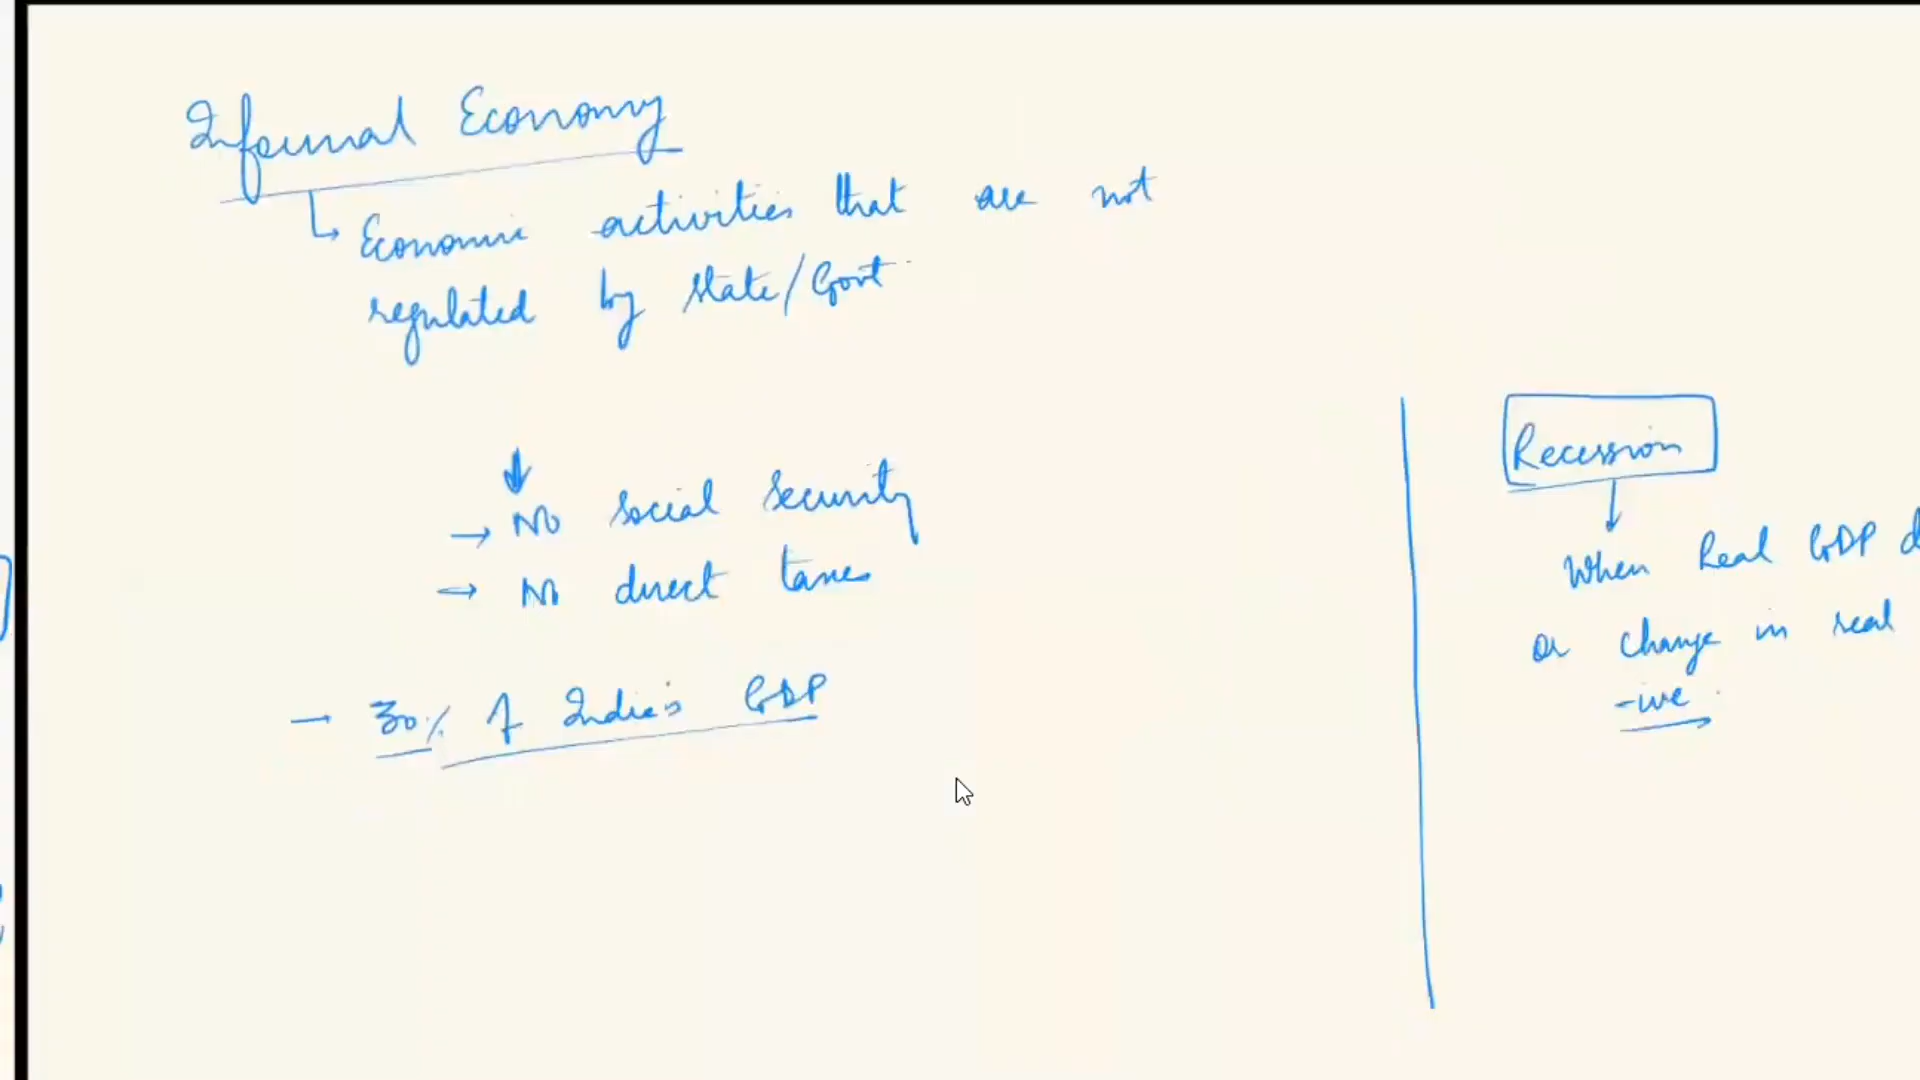 Informal Economy
Economic activities that are not
regulated by State/Govt
→ No Social Security
→ No direct taxes
→ 30% of India's GDP
Recession
When Real GDP
or change in real
-ive